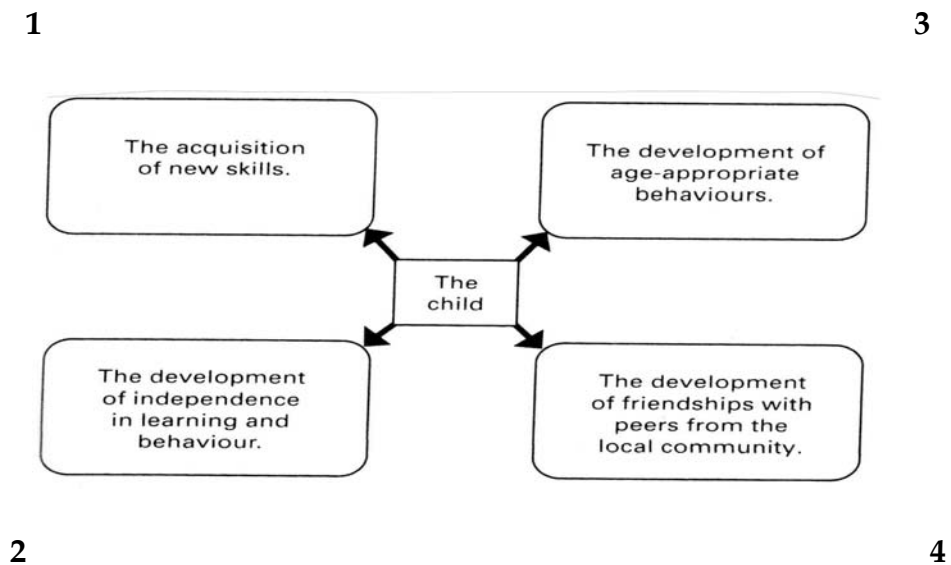 1
3
The acquisition
of new skills.
The development of
age-appropriate
behaviours.
The
child
The development
of independence
in learning and
behaviour.
The development
of friendships with
peers from the
local community.
2
4